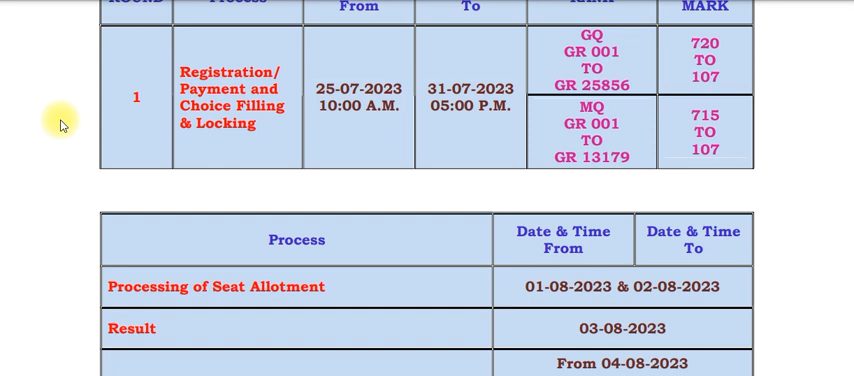 ROUND
Process
From
To
RANK
MARK
1
Registration/
Payment and
Choice Filling
& Locking
25-07-2023
10:00 A.M.
31-07-2023
05:00 P.M.
GQ
GR 001
TO
GR 25856
720
TO
107
MQ
GR 001
TO
GR 13179
715
TO
107
Process
Date & Time
From
Date & Time
To
Processing of Seat Allotment
01-08-2023 & 02-08-2023
Result
03-08-2023
From 04-08-2023